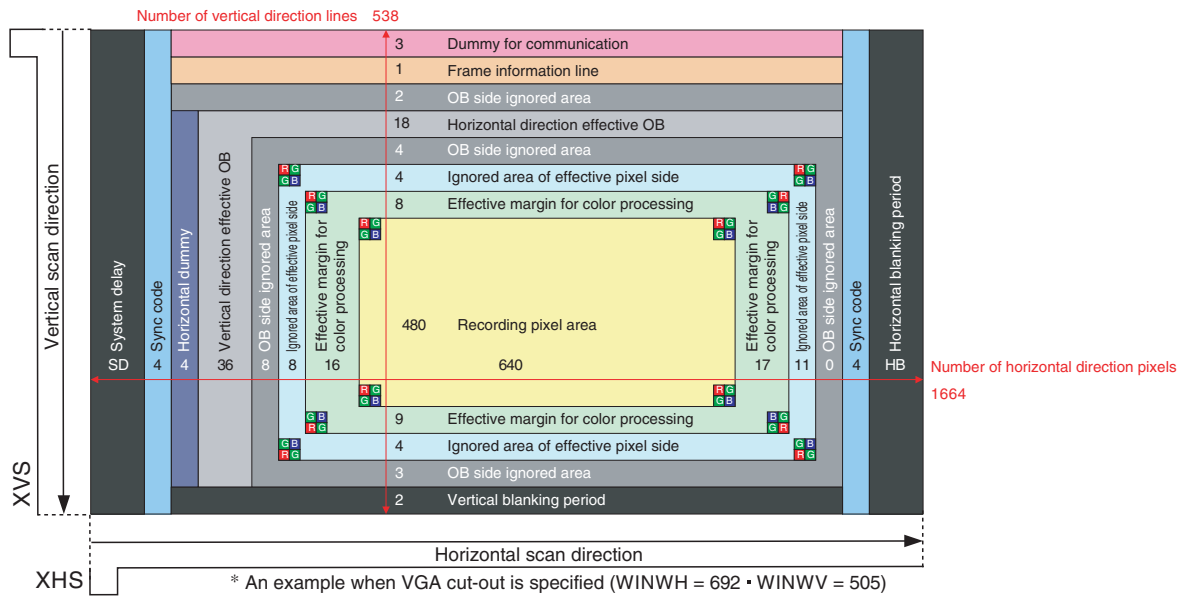 Number of vertical direction lines 538
3 Dummy for communication
1 Frame information line
2 OB side ignored area
18 Horizontal direction effective OB
4 OB side ignored area
4 Ignored area of effective pixel side
8 Effective margin for color processing
R G
G B
R G
G B
R G
G B
G R
B G
R G
G B
R G
G B
XVS
Vertical scan direction
System delay
SD
Sync code
4
Horizontal dummy
4
Vertical direction effective OB
36
OB side ignored area
8
Ignored area of effective pixel side
8
Effective margin for
color processing
16
480 Recording pixel area
640
Effective margin for
color processing
17
Ignored area of effective pixel side
11
OB side ignored area
0
Sync code
4
Horizontal blanking period
HB
Number of horizontal direction pixels
1664
R G
G B
R G
G B
G B
R G
B G
G R
G B
R G
G B
R G
9 Effective margin for color processing
4 Ignored area of effective pixel side
3 OB side ignored area
2 Vertical blanking period
Horizontal scan direction
XHS
* An example when VGA cut-out is specified (WINWH = 692 · WINWV = 505)